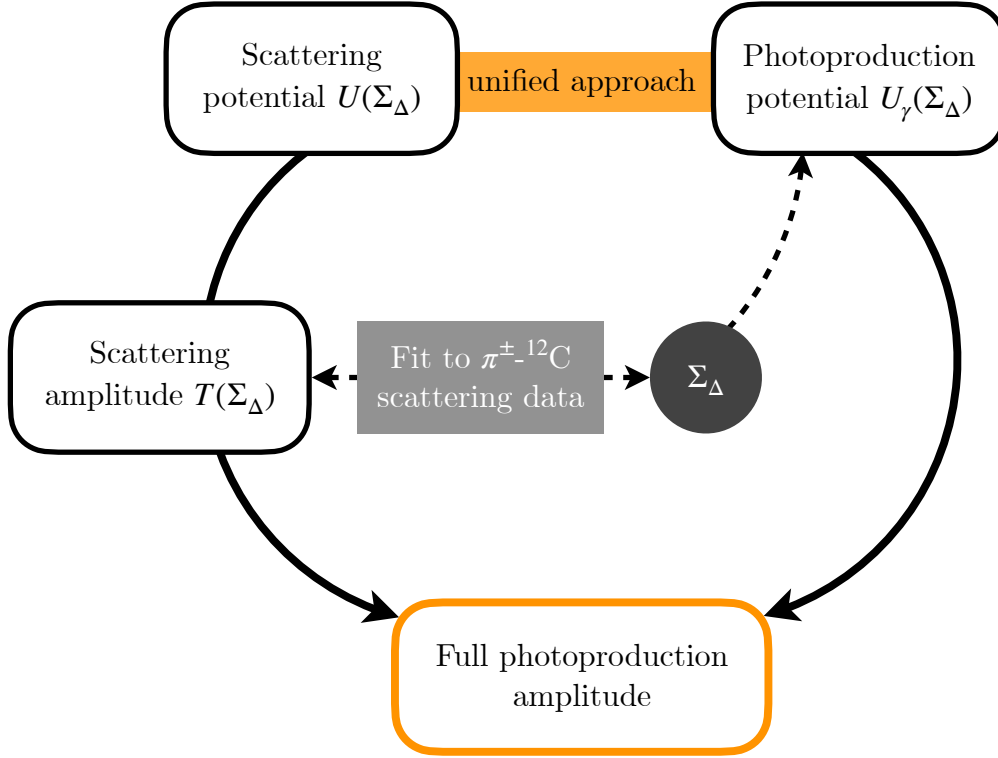 Scattering
potential U(Σ_Δ)
unified approach
Photoproduction
potential U_γ(Σ_Δ)
Scattering
amplitude T(Σ_Δ)
Fit to π^±-^12C
scattering data
Σ_Δ
Full photoproduction
amplitude